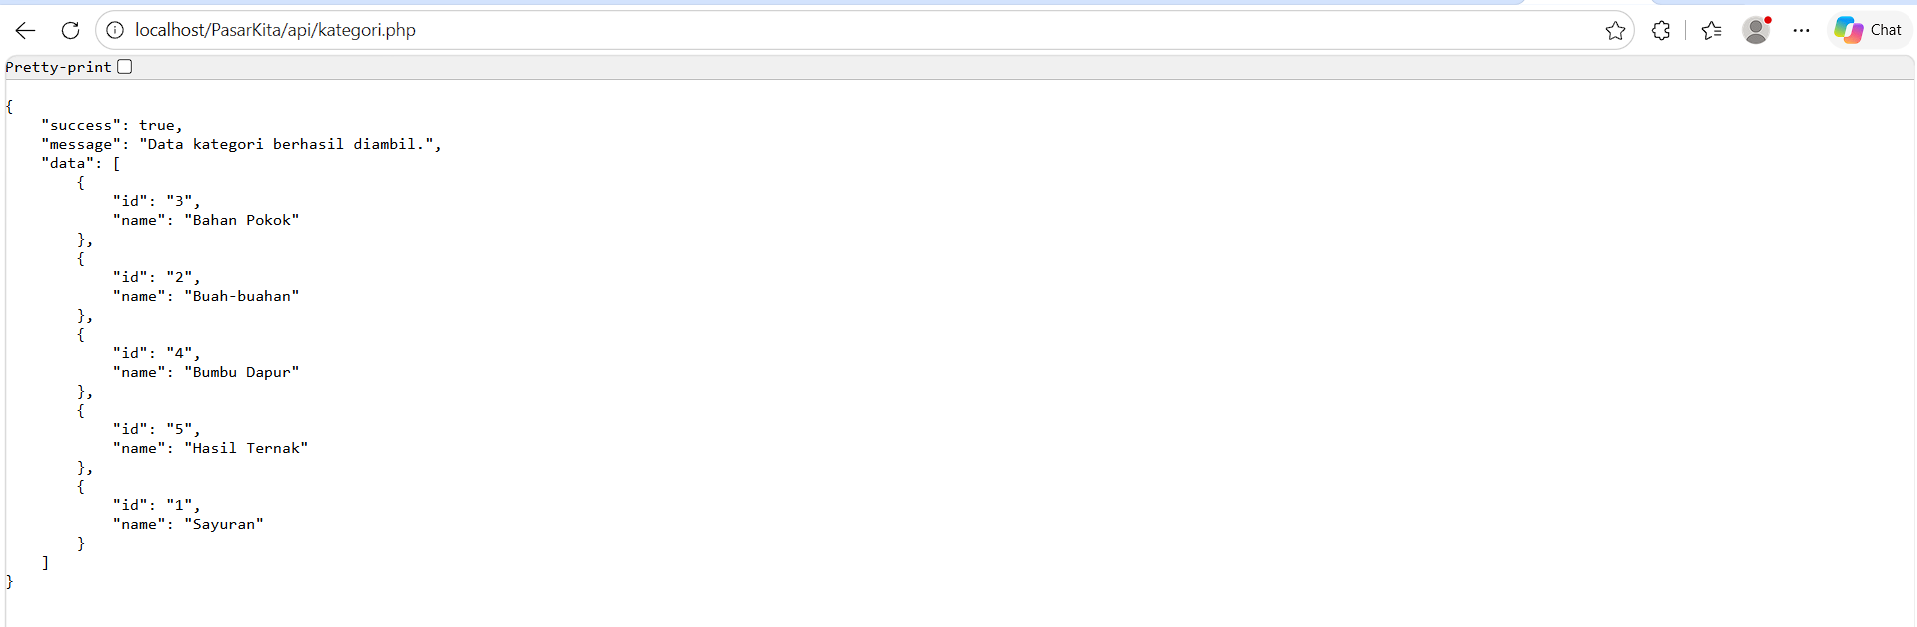 localhost/PasarKita/api/kategori.php
Chat
Pretty-print
{
    "success": true,
    "message": "Data kategori berhasil diambil.",
    "data": [
        {
            "id": "3",
            "name": "Bahan Pokok"
        },
        {
            "id": "2",
            "name": "Buah-buahan"
        },
        {
            "id": "4",
            "name": "Bumbu Dapur"
        },
        {
            "id": "5",
            "name": "Hasil Ternak"
        },
        {
            "id": "1",
            "name": "Sayuran"
        }
    ]
}